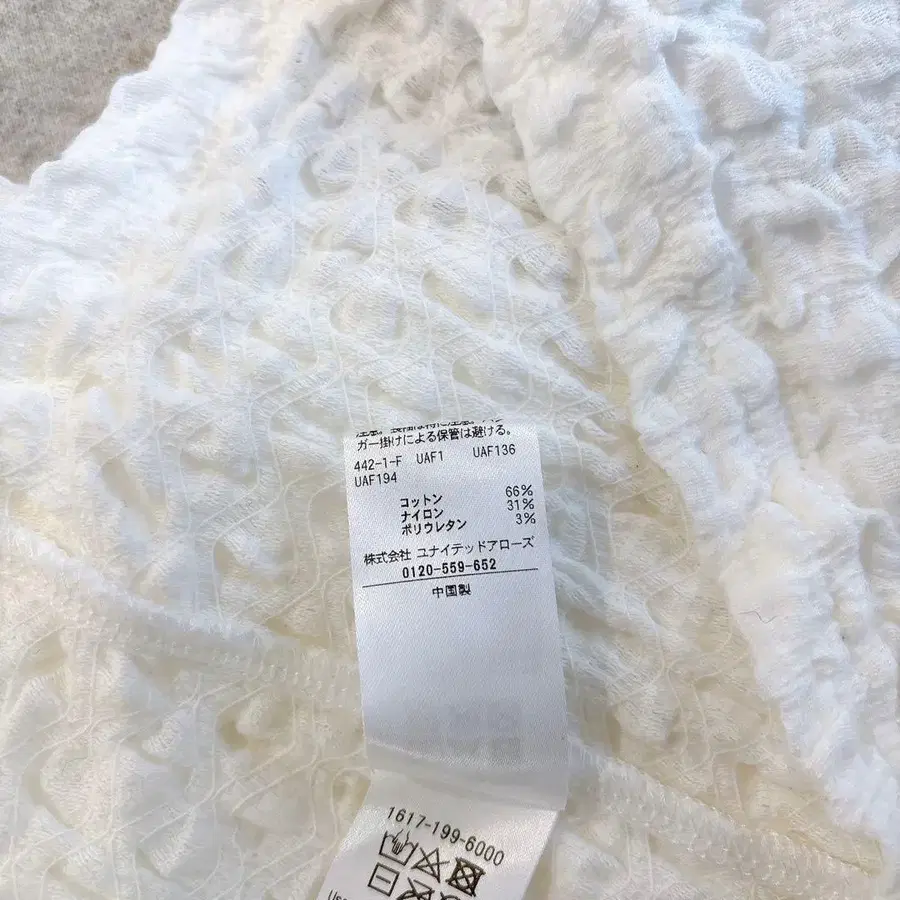 ガー掛けによる保管は避ける。
442-1-F UAF1 UAF136
UAF194
コットン 66%
ナイロン 31%
ポリウレタン 3%
株式会社 ユナイテッドアローズ
0120-559-652
中国製
1617-199-6000